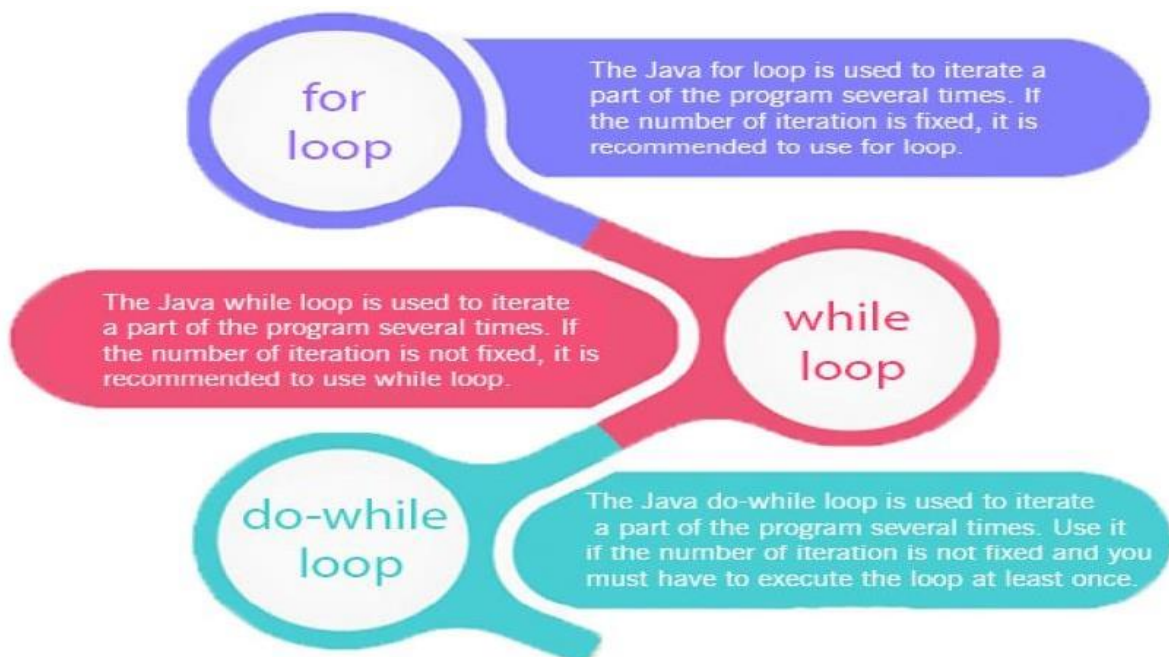 for
loop
The Java for loop is used to iterate a
part of the program several times. If
the number of iteration is fixed, it is
recommended to use for loop.
The Java while loop is used to iterate
a part of the program several times. If
the number of iteration is not fixed, it is
recommended to use while loop.
while
loop
do-while
loop
The Java do-while loop is used to iterate
a part of the program several times. Use it
if the number of iteration is not fixed and you
must have to execute the loop at least once.